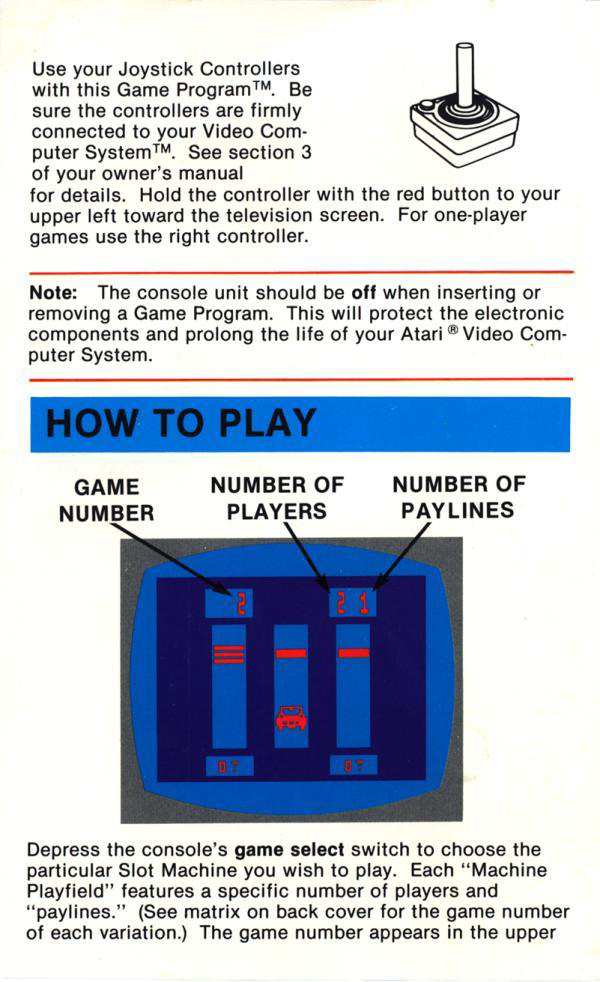 Use your Joystick Controllers
with this Game Program™. Be
sure the controllers are firmly
connected to your Video Com-
puter System™. See section 3
of your owner's manual
for details. Hold the controller with the red button to your
upper left toward the television screen. For one-player
games use the right controller.
Note: The console unit should be off when inserting or
removing a Game Program. This will protect the electronic
components and prolong the life of your Atari® Video Com-
puter System.
HOW TO PLAY
GAME NUMBER
NUMBER OF PLAYERS
NUMBER OF PAYLINES
2
2 1
Depress the console's game select switch to choose the
particular Slot Machine you wish to play. Each "Machine
Playfield" features a specific number of players and
"paylines." (See matrix on back cover for the game number
of each variation.) The game number appears in the upper